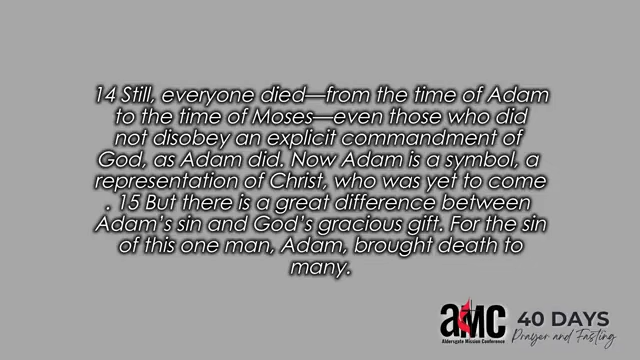 14 Still, everyone died—from the time of Adam
to the time of Moses—even those who did
not disobey an explicit commandment of
God, as Adam did. Now Adam is a symbol, a
representation of Christ, who was yet to come
. 15 But there is a great difference between
Adam's sin and God's gracious gift. For the sin
of this one man, Adam, brought death to
many.
aMC
Aldersgate Mission Conference
40 DAYS
Prayer and Fasting